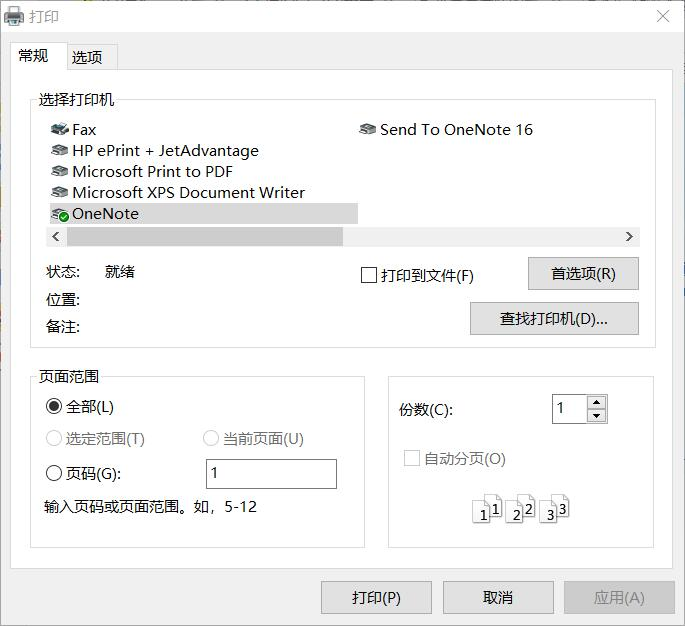 打印
常规
选项
选择打印机
Fax
Send To OneNote 16
HP ePrint + JetAdvantage
Microsoft Print to PDF
Microsoft XPS Document Writer
OneNote
状态: 就绪
打印到文件(F)
首选项(R)
位置:
备注:
查找打印机(D)...
页面范围
全部(L)
选定范围(T)
当前页面(U)
页码(G):
1
输入页码或页面范围。如，5-12
份数(C):
1
自动分页(O)
1 1 2 2 3 3
打印(P)
取消
应用(A)